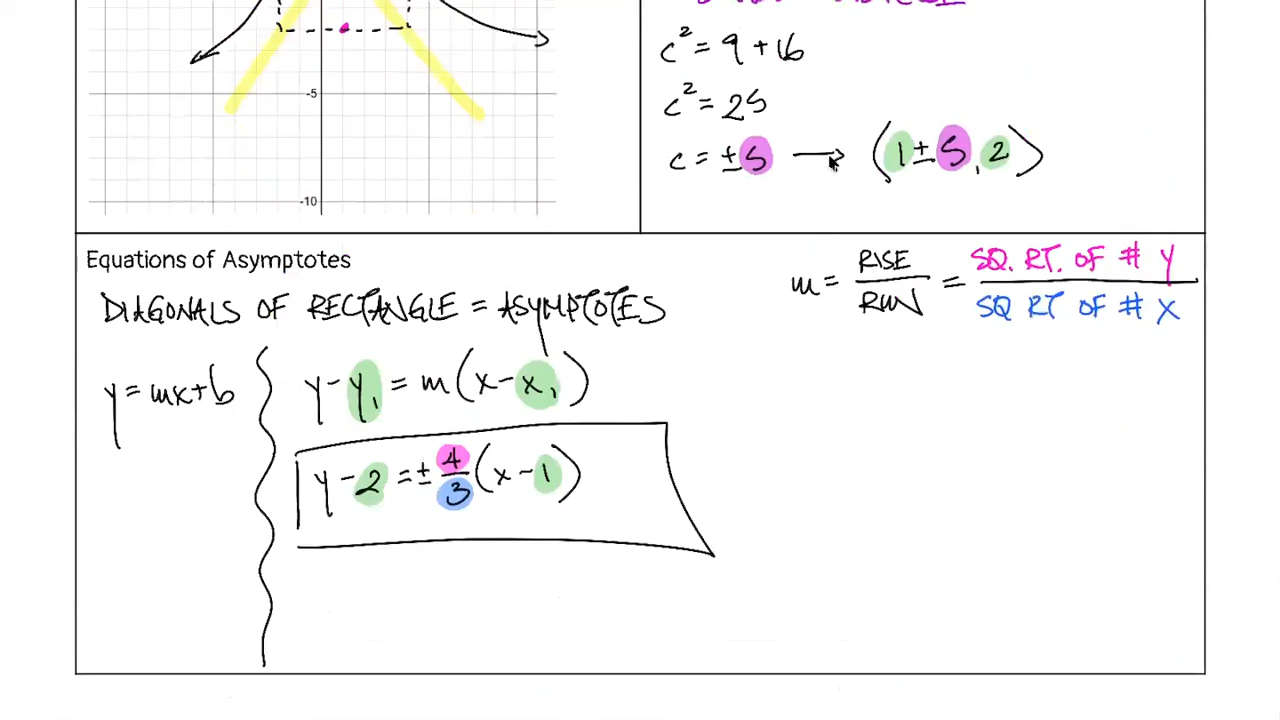 c² = 9 + 16
c² = 25
c = ±5 → (1 ± 5, 2)
-5
-10
Equations of Asymptotes
DIAGONALS OF RECTANGLE = ASYMPTOTES
m = RISE/RUN = SQ. RT. OF # Y/SQ RT OF # X
y = mx + b
y - y₁ = m(x - x₁)
y - 2 = ± 4/3 (x - 1)